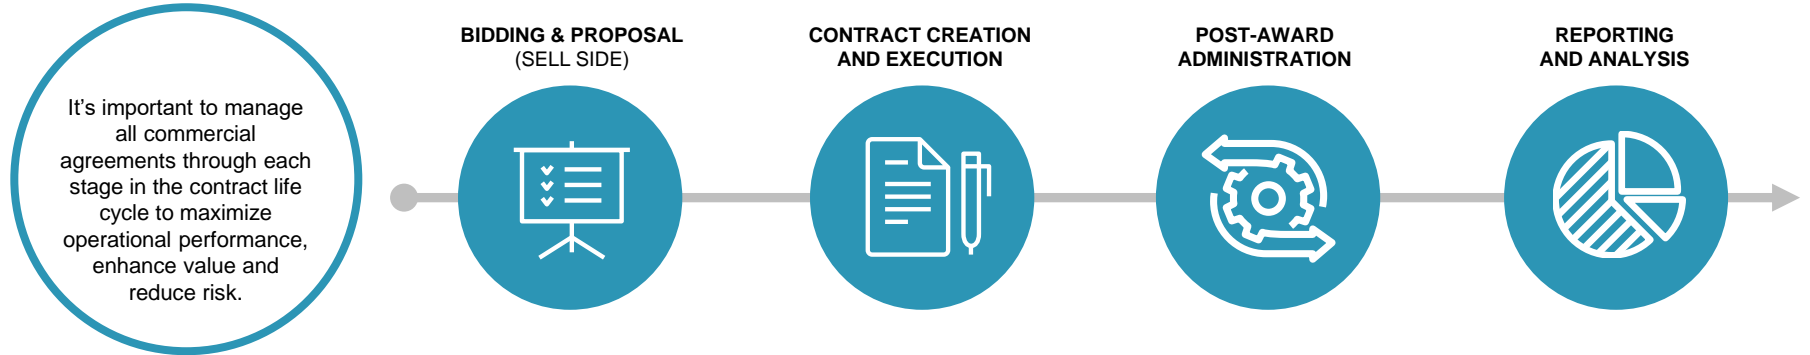 It’s important to manage
all commercial
agreements through each
stage in the contract life
cycle to maximize
operational performance,
enhance value and
reduce risk.
BIDDING & PROPOSAL
(SELL SIDE)
CONTRACT CREATION
AND EXECUTION
POST-AWARD
ADMINISTRATION
REPORTING
AND ANALYSIS